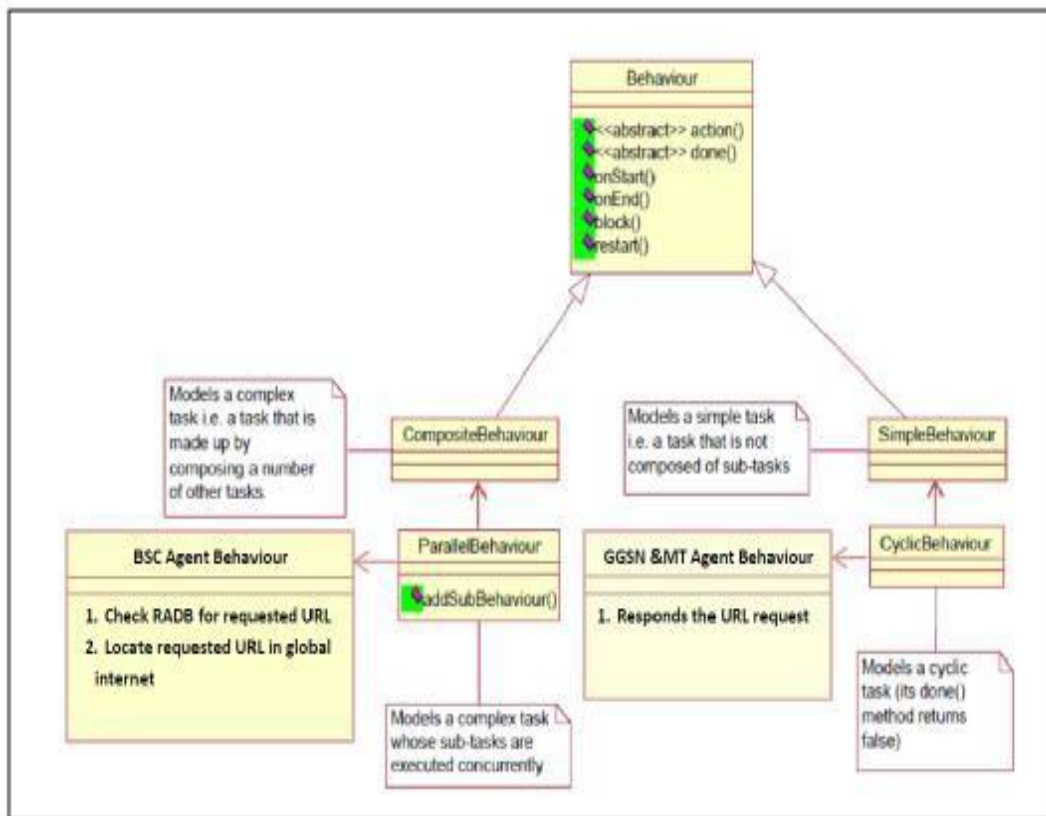 Behaviour
<<abstract>> action()
<<abstract>> done()
onStart()
onEnd()
block()
restart()
Models a complex
task i.e. a task that is
made up by
composing a number
of other tasks.
CompositeBehaviour
Models a simple task
i.e. a task that is not
composed of sub-tasks
SimpleBehaviour
BSC Agent Behaviour
1. Check RADB for requested URL
2. Locate requested URL in global
internet
ParallelBehaviour
addSubBehaviour()
GGSN &MT Agent Behaviour
1. Responds the URL request
CyclicBehaviour
Models a complex task
whose sub-tasks are
executed concurrently
Models a cyclic
task (its done()
method returns
false)